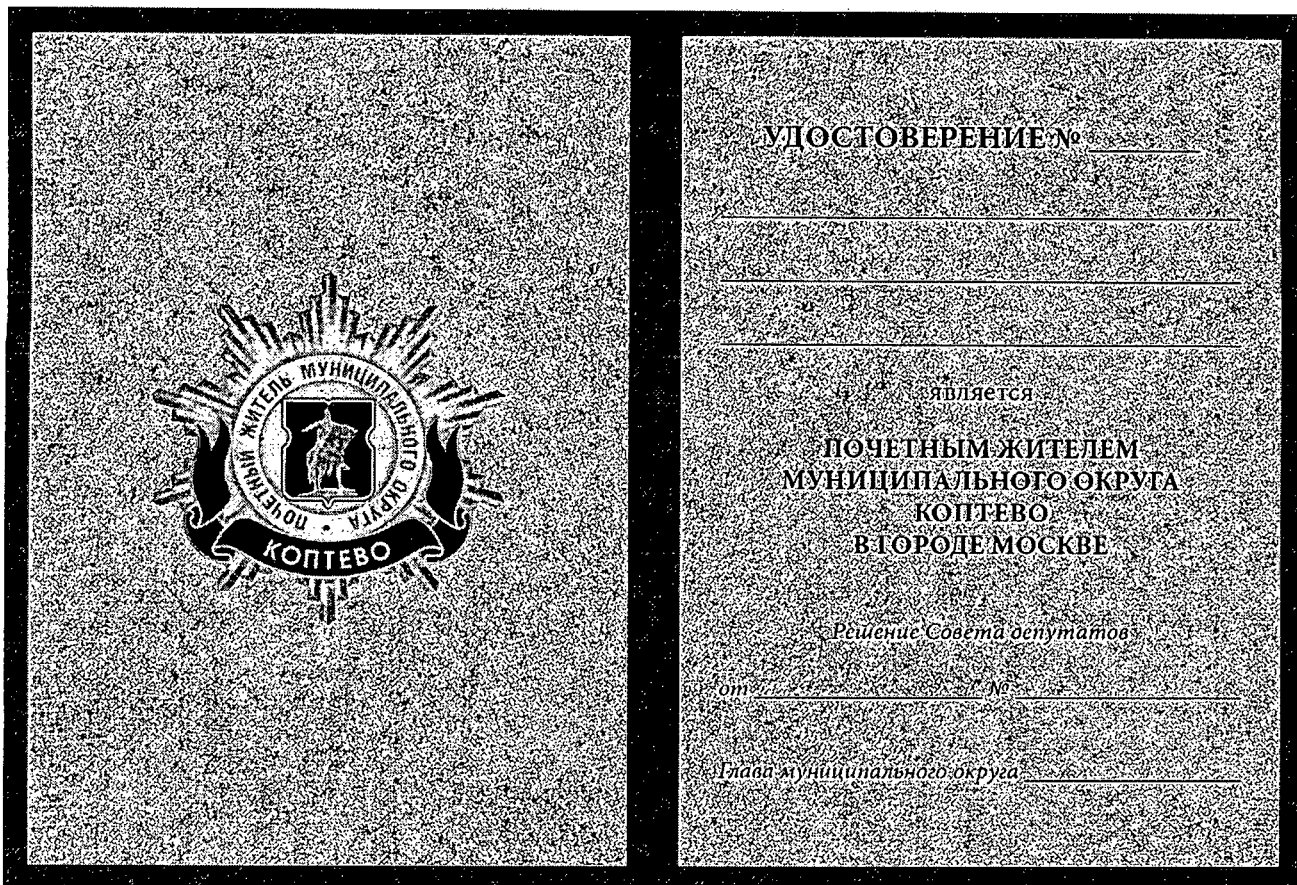 ПОЧЕТНЫЙ ЖИТЕЛЬ МУНИЦИПАЛЬНОГО ОКРУГА
КОПТЕВО
УДОСТОВЕРЕНИЕ №
является
ПОЧЕТНЫМ ЖИТЕЛЕМ
МУНИЦИПАЛЬНОГО ОКРУГА
КОПТЕВО
В ГОРОДЕ МОСКВЕ
Решение Совета депутатов
от №
Глава муниципального округа